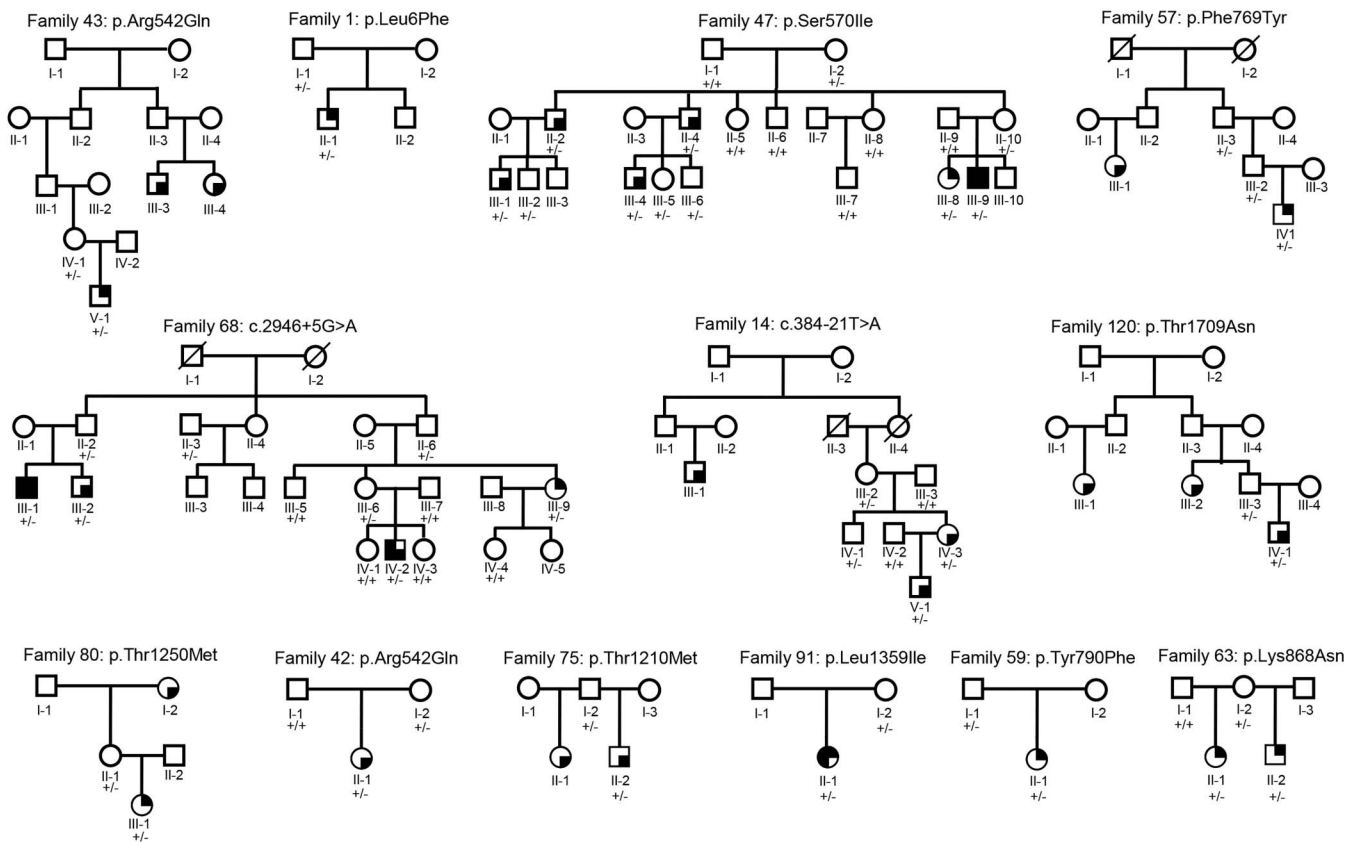 Family 43: p.Arg542Gln
I-1 I-2
II-1 II-2 II-3 II-4
III-1 III-2 III-3 III-4
IV-1 IV-2
+/-
V-1
+/-
Family 1: p.Leu6Phe
I-1 I-2
+/-
II-1 II-2
+/-
Family 47: p.Ser570Ile
I-1 I-2
+/+ +/-
II-1 II-2 II-3 II-4 II-5 II-6 II-7 II-8 II-9 II-10
+/- +/- +/+ +/+ +/+ +/+ +/-
III-1 III-2 III-3 III-4 III-5 III-6 III-7 III-8 III-9 III-10
+/- +/- +/- +/- +/- +/+ +/- +/-
Family 57: p.Phe769Tyr
I-1 I-2
II-1 II-2 II-3 II-4
+/-
III-1 III-2 III-3
+/-
IV1
+/-
Family 68: c.2946+5G>A
I-1 I-2
II-1 II-2 II-3 II-4 II-5 II-6
+/- +/- +/-
III-1 III-2 III-3 III-4 III-5 III-6 III-7 III-8 III-9
+/- +/- +/+ +/- +/+ +/-
IV-1 IV-2 IV-3 IV-4 IV-5
+/+ +/- +/+ +/+
Family 14: c.384-21T>A
I-1 I-2
II-1 II-2 II-3 II-4
III-1 III-2 III-3
+/- +/+
IV-1 IV-2 IV-3
+/- +/+ +/-
V-1
+/-
Family 120: p.Thr1709Asn
I-1 I-2
II-1 II-2 II-3 II-4
III-1 III-2 III-3 III-4
+/-
IV-1
+/-
Family 80: p.Thr1250Met
I-1 I-2
II-1 II-2
+/-
III-1
+/-
Family 42: p.Arg542Gln
I-1 I-2
+/+ +/-
II-1
+/-
Family 75: p.Thr1210Met
I-1 I-2 I-3
+/-
II-1 II-2
+/-
Family 91: p.Leu1359Ile
I-1 I-2
+/-
II-1
+/-
Family 59: p.Tyr790Phe
I-1 I-2
+/-
II-1
+/-
Family 63: p.Lys868Asn
I-1 I-2 I-3
+/+ +/-
II-1 II-2
+/- +/-